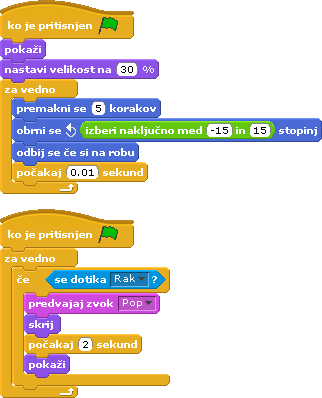 ko je pritisnjen
pokaži
nastavi velikost na 30 %
za vedno
premakni se 5 korakov
obrni se izberi naključno med -15 in 15 stopinj
odbij se če si na robu
počakaj 0.01 sekund
ko je pritisnjen
za vedno
če se dotika Rak ?
predvajaj zvok Pop
skrij
počakaj 2 sekund
pokaži